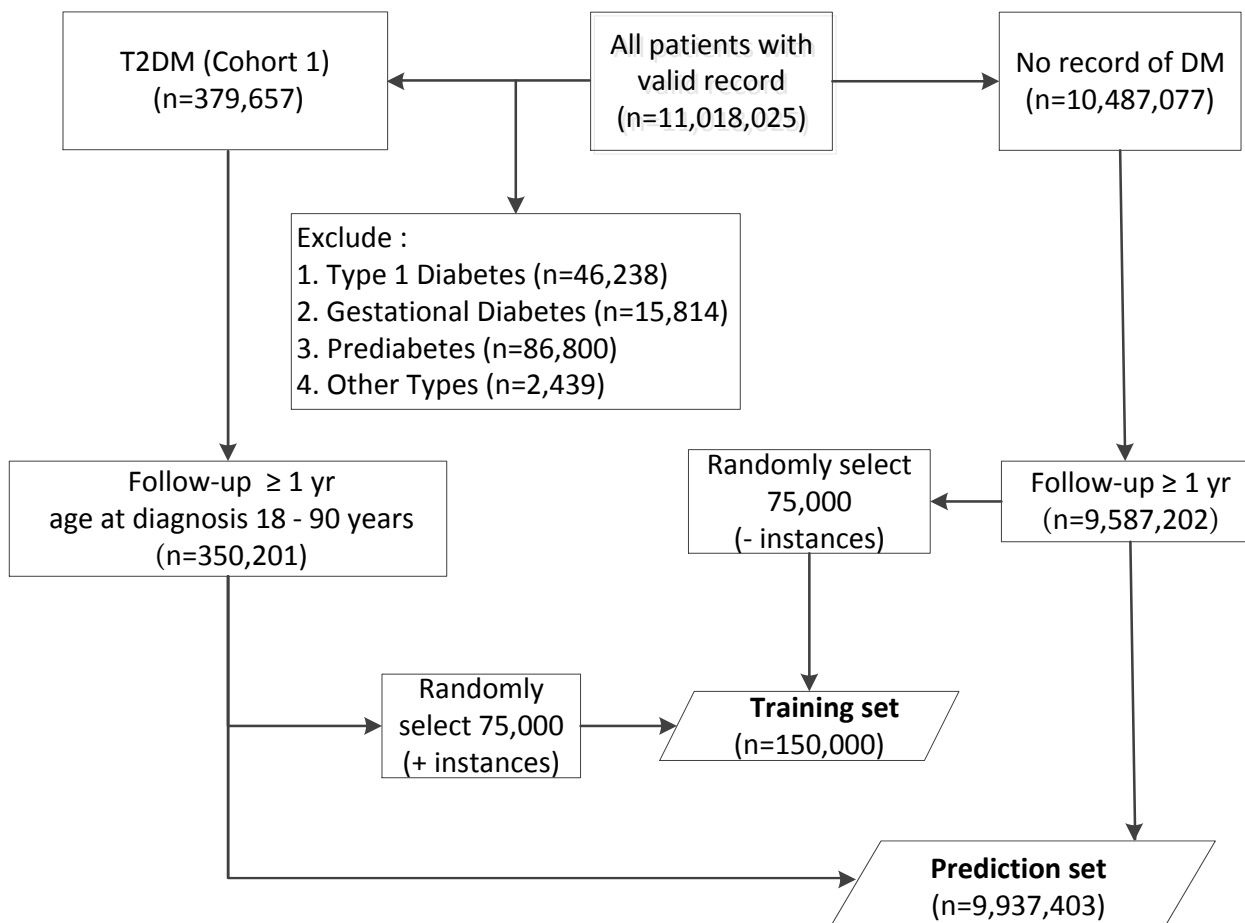 T2DM (Cohort 1)
(n=379,657)
All patients with
valid record
(n=11,018,025)
No record of DM
(n=10,487,077)
Exclude :
1. Type 1 Diabetes (n=46,238)
2. Gestational Diabetes (n=15,814)
3. Prediabetes (n=86,800)
4. Other Types (n=2,439)
Follow-up ≥ 1 yr
age at diagnosis 18 - 90 years
(n=350,201)
Randomly select
75,000
(- instances)
Follow-up ≥ 1 yr
(n=9,587,202)
Randomly
select 75,000
(+ instances)
Training set
(n=150,000)
Prediction set
(n=9,937,403)